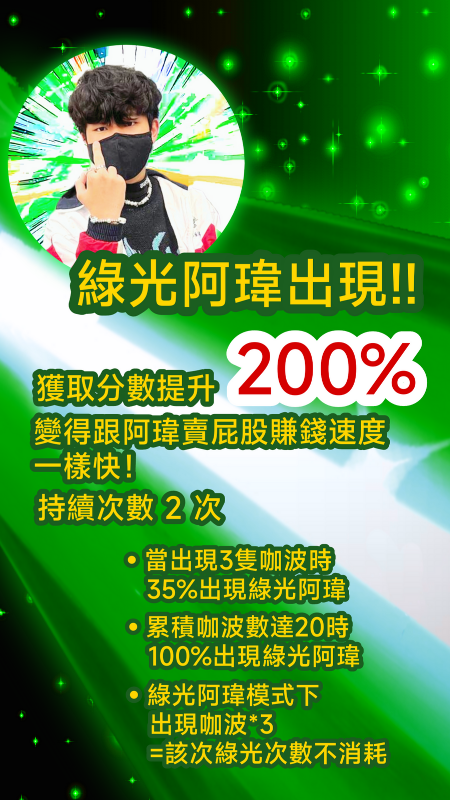 綠光阿瑋出現!!
獲取分數提升 200%
變得跟阿瑋賣屁股賺錢速度
一樣快!
持續次數 2 次
• 當出現3隻咖波時
35%出現綠光阿瑋
• 累積咖波數達20時
100%出現綠光阿瑋
• 綠光阿瑋模式下
出現咖波*3
=該次綠光次數不消耗